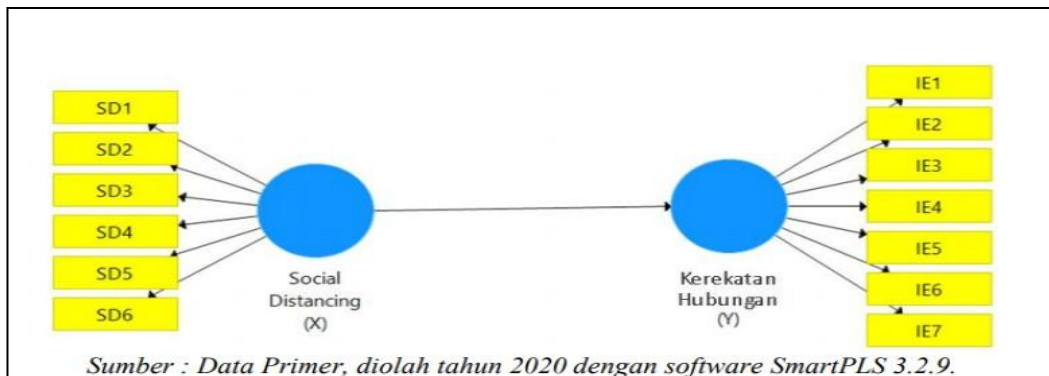 SD1
SD2
SD3
SD4
SD5
SD6
Social
Distancing
(X)
Kerekatan
Hubungan
(Y)
IE1
IE2
IE3
IE4
IE5
IE6
IE7
Sumber : Data Primer, diolah tahun 2020 dengan software SmartPLS 3.2.9.